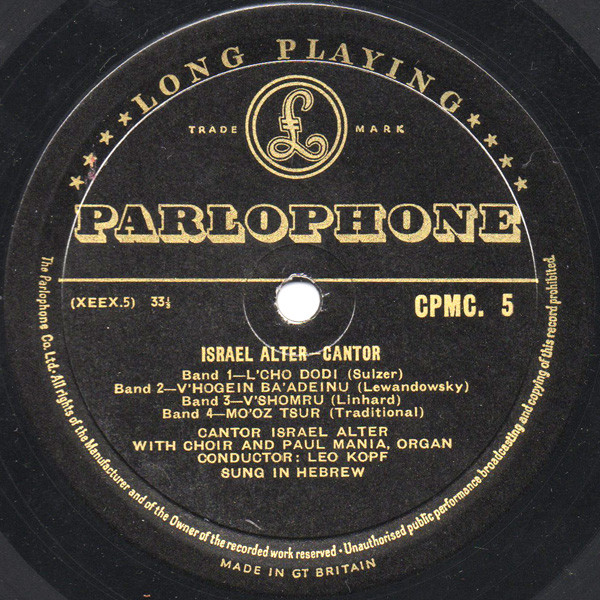 LONG PLAYING
TRADE MARK
£
PARLOPHONE
(XEEX.5) 33⅓
CPMC. 5
ISRAEL ALTER—CANTOR
Band 1—L'CHO DODI (Sulzer)
Band 2—V'HOGEIN BA'ADEINU (Lewandowsky)
Band 3—V'SHOMRU (Linhard)
Band 4—MO'OZ TSUR (Traditional)
CANTOR ISRAEL ALTER
WITH CHOIR AND PAUL MANIA, ORGAN
CONDUCTOR: LEO KOPF
SUNG IN HEBREW
The Parlophone Co. Ltd. · All rights of the Manufacturer and of the Owner of the recorded work reserved · Unauthorised public performance broadcasting and copying of this record prohibited.
MADE IN GT BRITAIN